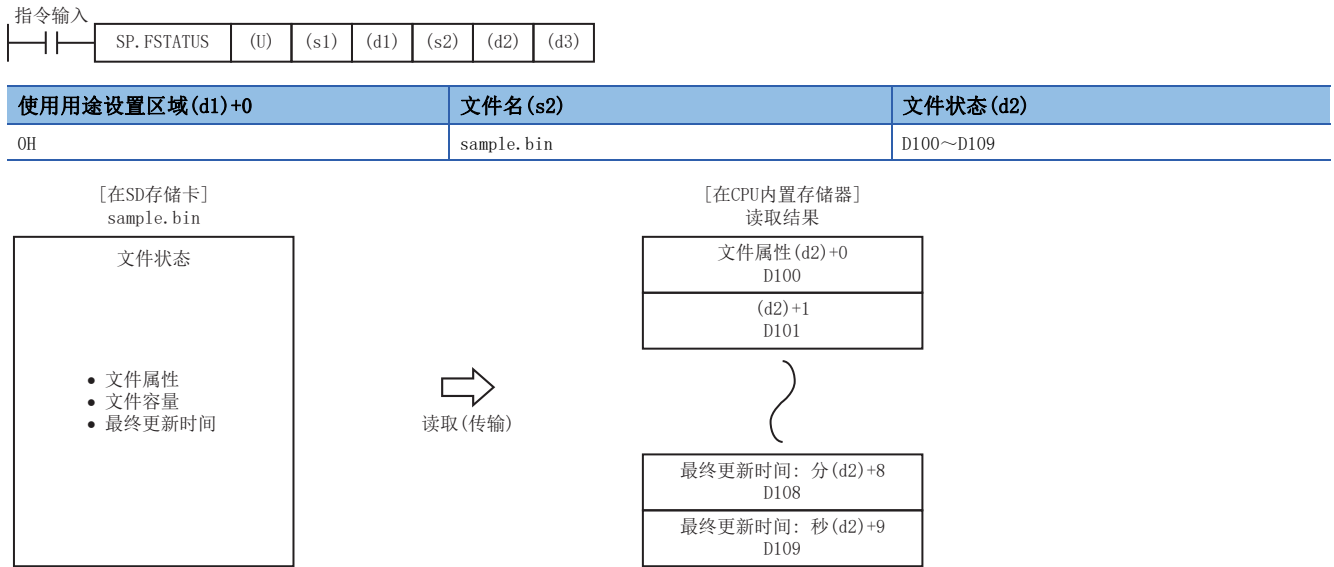 指令输入
SP.FSTATUS (U) (s1) (d1) (s2) (d2) (d3)
使用用途设置区域(d1)+0 文件名(s2) 文件状态(d2)
0H sample.bin D100～D109
[在SD存储卡]
sample.bin
文件状态
● 文件属性
● 文件容量
● 最终更新时间
读取(传输)
[在CPU内置存储器]
读取结果
文件属性(d2)+0
D100
(d2)+1
D101
最终更新时间: 分(d2)+8
D108
最终更新时间: 秒(d2)+9
D109